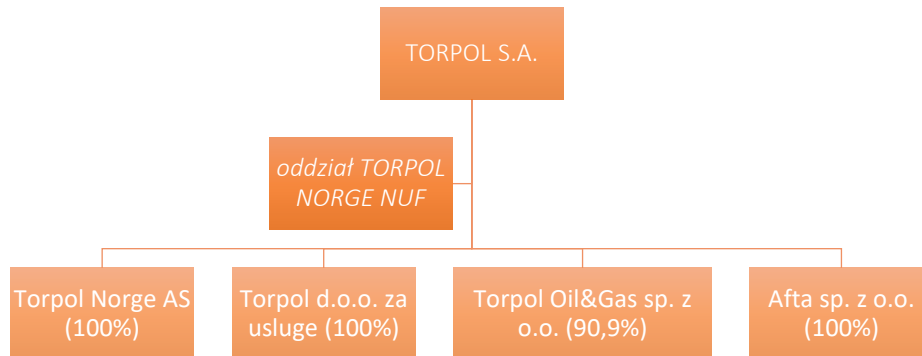 TORPOL S.A.
oddział TORPOL
NORGE NUF
Torpol Norge AS
(100%)
Torpol d.o.o. za
usluge (100%)
Torpol Oil&Gas sp. z
o.o. (90,9%)
Afta sp. z o.o.
(100%)